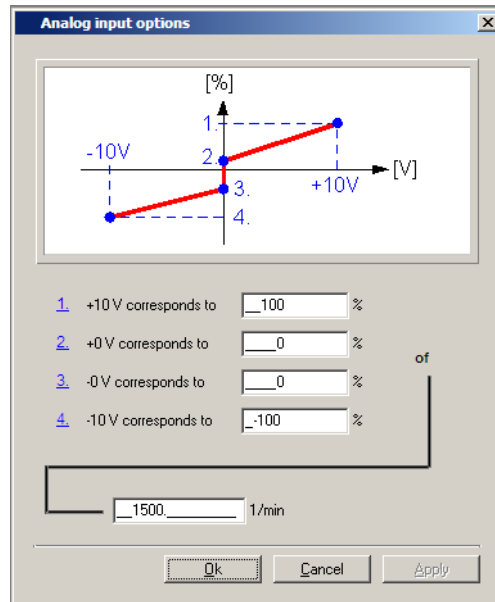 Analog input options
[%]
1.
-10V
2.
[V]
3.
+10V
4.
1. +10 V corresponds to __100 %
2. +0 V corresponds to ____0 %
of
3. -0 V corresponds to ____0 %
4. -10 V corresponds to _-100 %
__1500.________ 1/min
Ok Cancel Apply